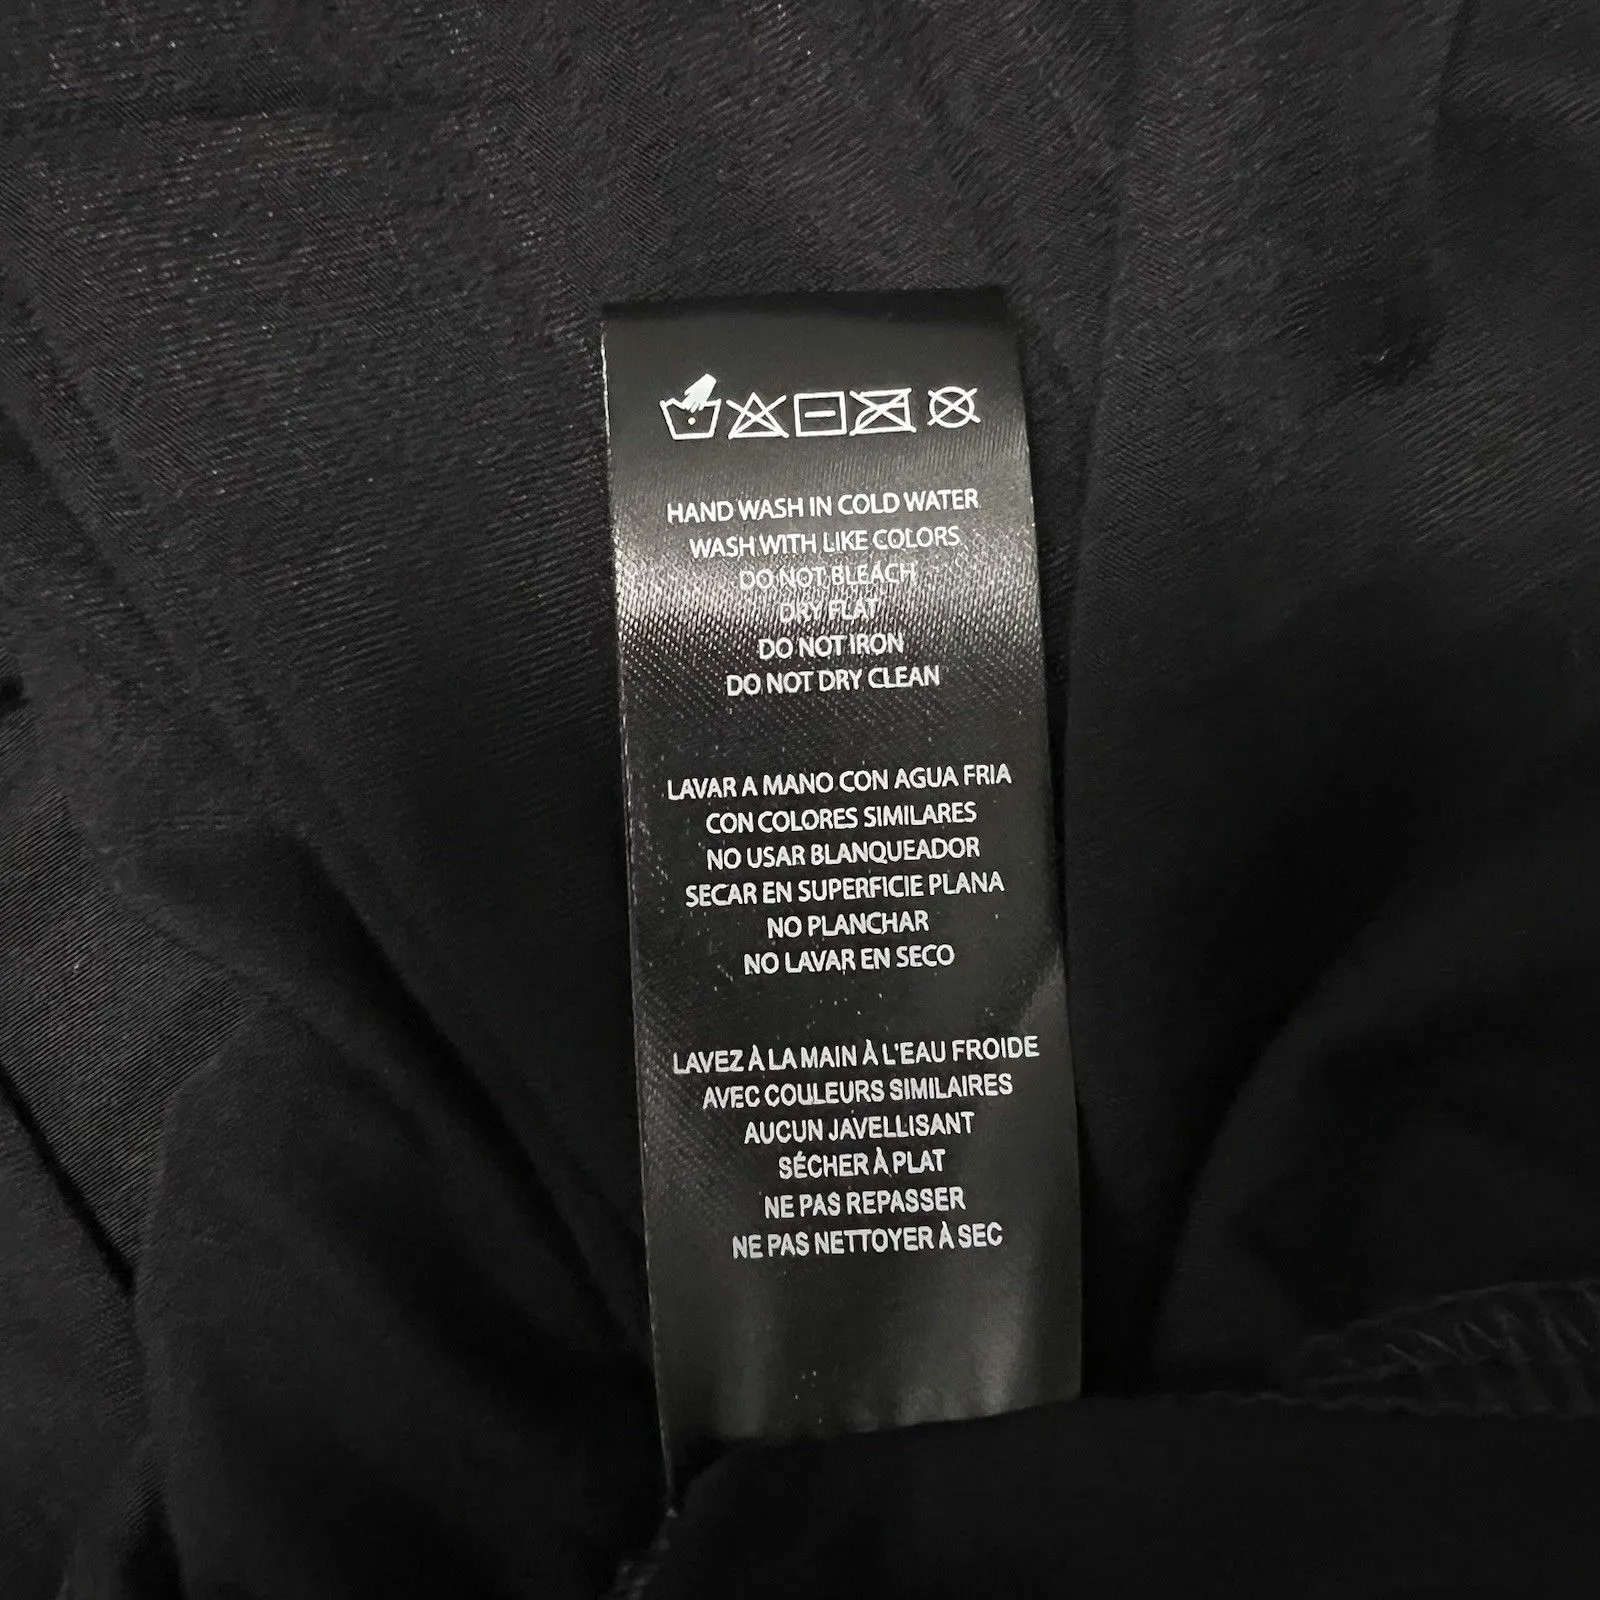 HAND WASH IN COLD WATER
WASH WITH LIKE COLORS
DO NOT BLEACH
DRY FLAT
DO NOT IRON
DO NOT DRY CLEAN
LAVAR A MANO CON AGUA FRIA
CON COLORES SIMILARES
NO USAR BLANQUEADOR
SECAR EN SUPERFICIE PLANA
NO PLANCHAR
NO LAVAR EN SECO
LAVEZ À LA MAIN À L'EAU FROIDE
AVEC COULEURS SIMILAIRES
AUCUN JAVELLISANT
SÉCHER À PLAT
NE PAS REPASSER
NE PAS NETTOYER À SEC